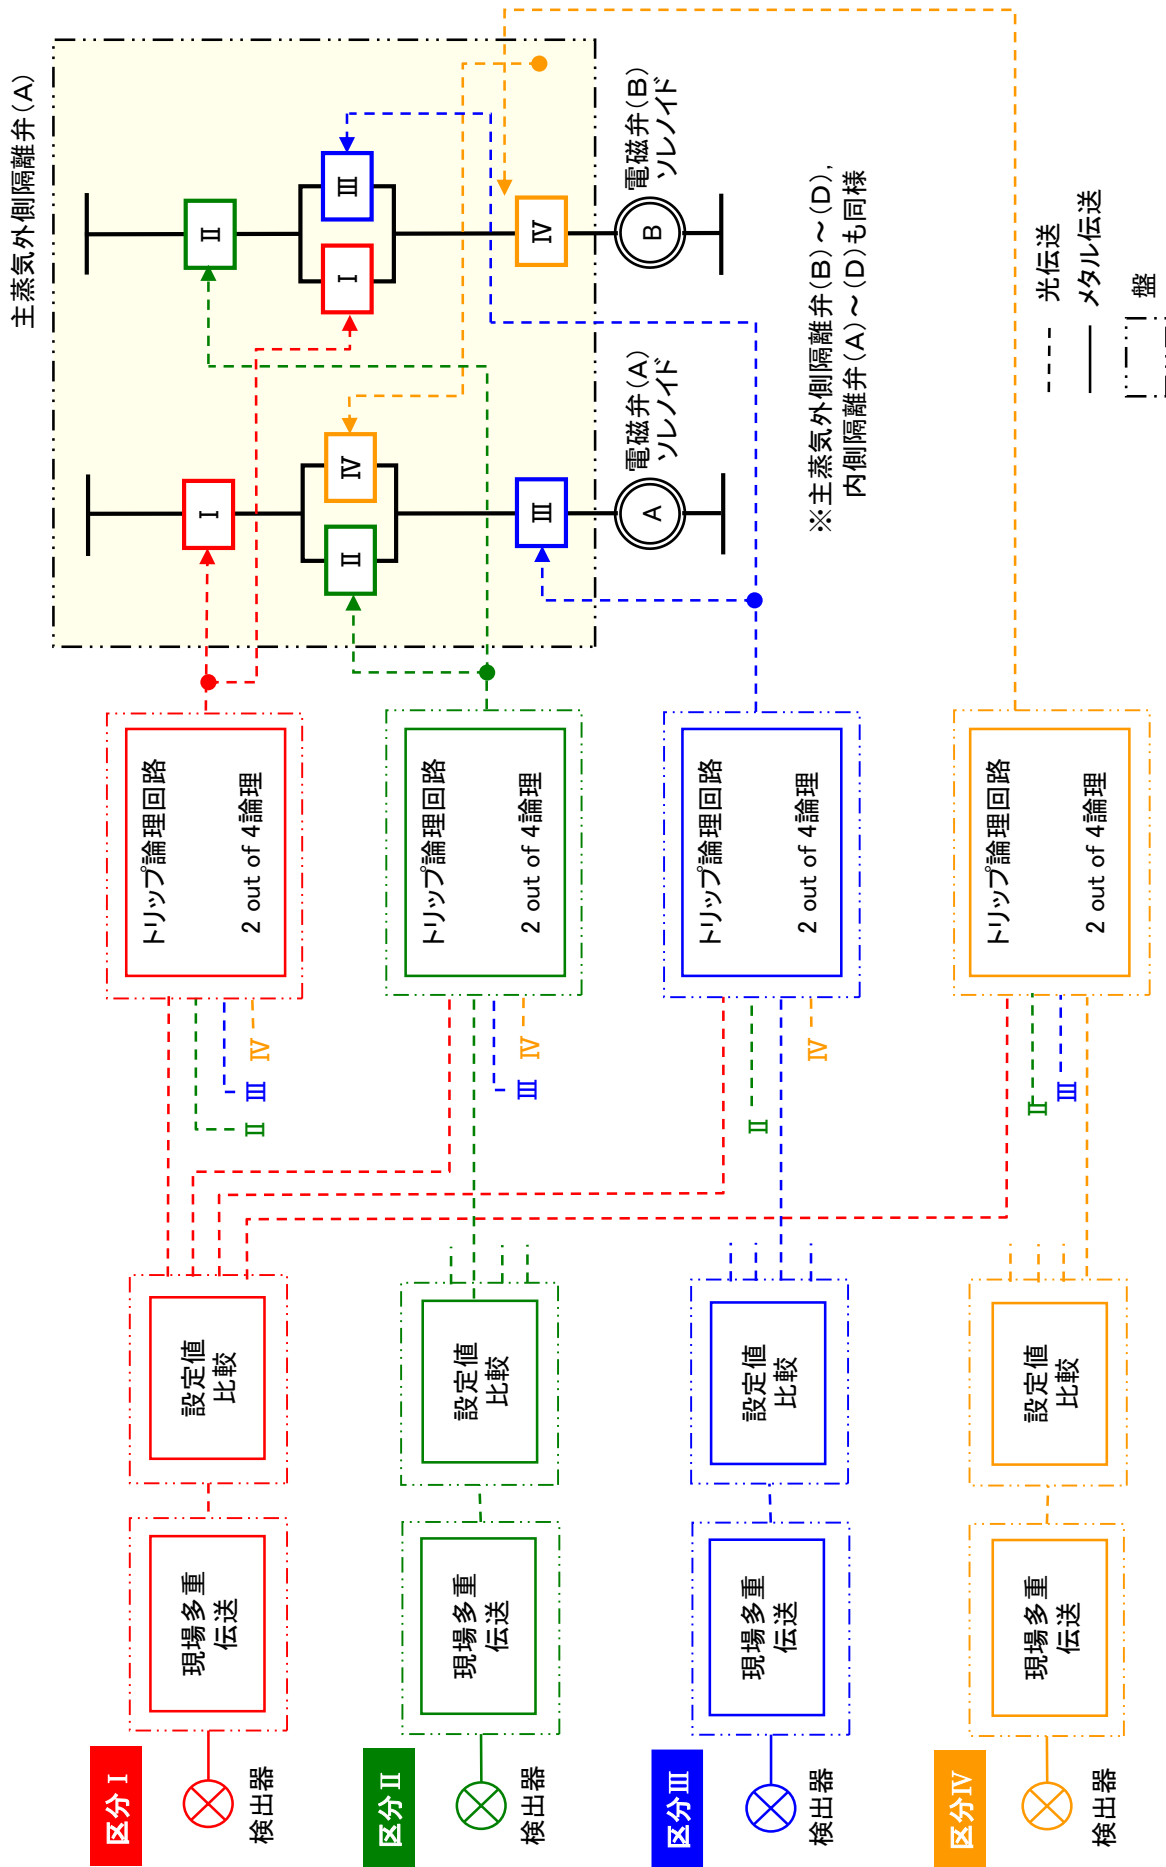 区分Ⅰ
検出器
現場多重
伝送
設定値
比較
Ⅱ
Ⅲ
Ⅳ
トリップ論理回路
2 out of 4論理
区分Ⅱ
検出器
現場多重
伝送
設定値
比較
Ⅲ
Ⅳ
トリップ論理回路
2 out of 4論理
区分Ⅲ
検出器
現場多重
伝送
設定値
比較
Ⅱ
Ⅳ
トリップ論理回路
2 out of 4論理
区分Ⅳ
検出器
現場多重
伝送
設定値
比較
Ⅱ
Ⅲ
トリップ論理回路
2 out of 4論理
主蒸気外側隔離弁(A)
Ⅰ
Ⅱ
Ⅳ
Ⅲ
A
電磁弁(A)
ソレノイド
Ⅱ
Ⅰ
Ⅲ
Ⅳ
B
電磁弁(B)
ソレノイド
※主蒸気外側隔離弁(B)～(D),
内側隔離弁(A)～(D)も同様
光伝送
メタル伝送
盤